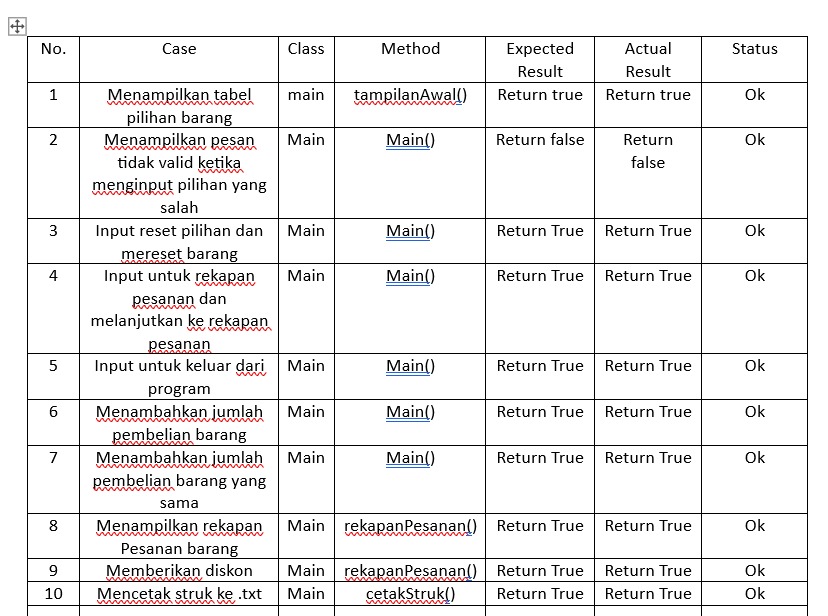 No. Case Class Method Expected Result Actual Result Status
1 Menampilkan tabel pilihan barang main tampilanAwal() Return true Return true Ok
2 Menampilkan pesan tidak valid ketika menginput pilihan yang salah Main Main() Return false Return false Ok
3 Input reset pilihan dan mereset barang Main Main() Return True Return True Ok
4 Input untuk rekapan pesanan dan melanjutkan ke rekapan pesanan Main Main() Return True Return True Ok
5 Input untuk keluar dari program Main Main() Return True Return True Ok
6 Menambahkan jumlah pembelian barang Main Main() Return True Return True Ok
7 Menambahkan jumlah pembelian barang yang sama Main Main() Return True Return True Ok
8 Menampilkan rekapan Pesanan barang Main rekapanPesanan() Return True Return True Ok
9 Memberikan diskon Main rekapanPesanan() Return True Return True Ok
10 Mencetak struk ke .txt Main cetakStruk() Return True Return True Ok